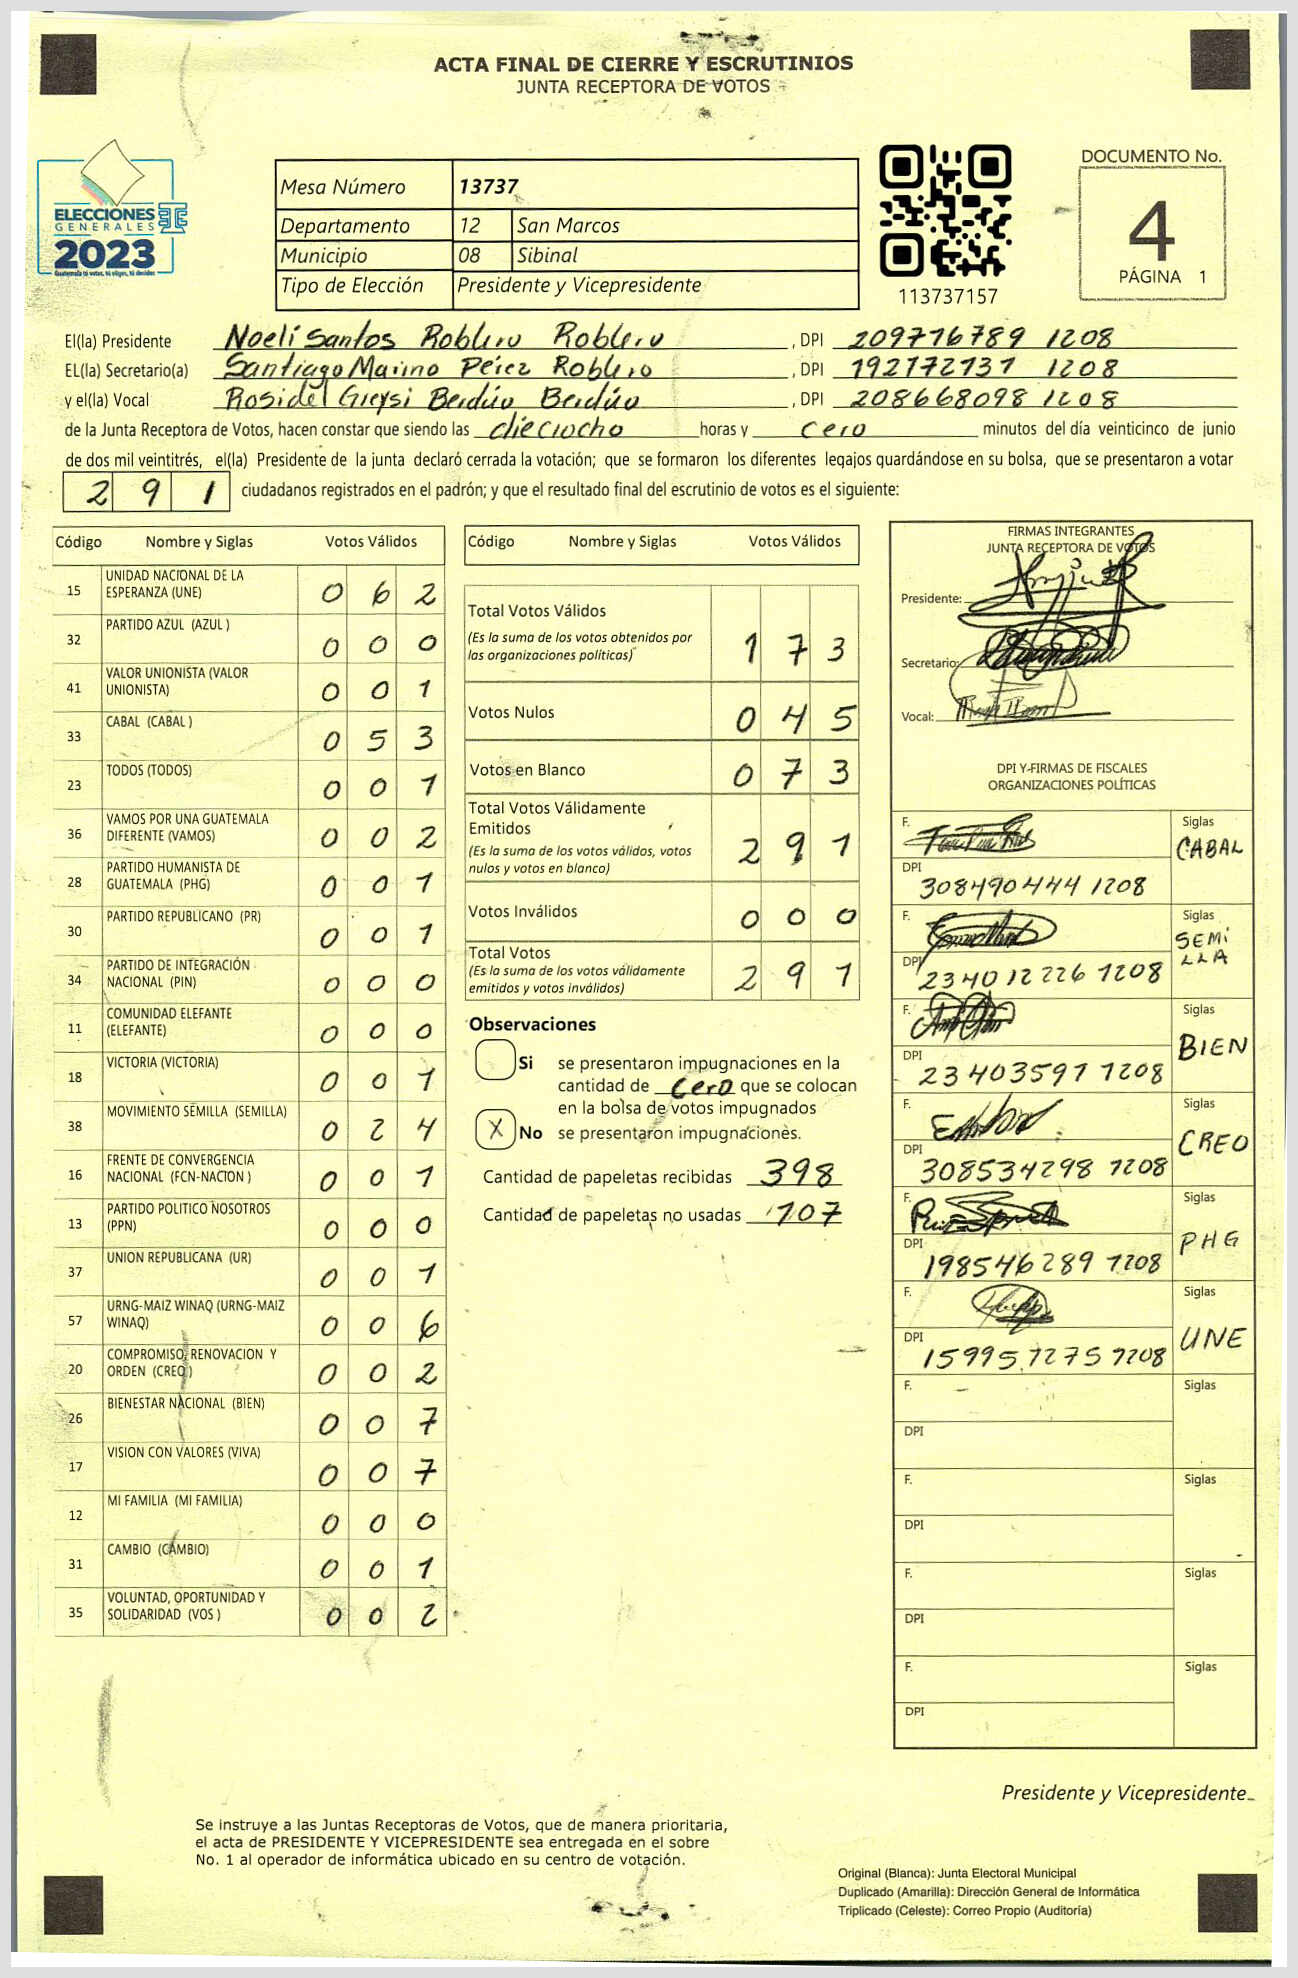 ACTA FINAL DE CIERRE Y ESCRUTINIOS
JUNTA RECEPTORA DE VOTOS
ELECCIONES
GENERALES
2023
Guatemala tú votas, tú eliges, tú decides
Mesa Número 13737
Departamento 12 San Marcos
Municipio 08 Sibinal
Tipo de Elección Presidente y Vicepresidente
113737157
DOCUMENTO No.
4
PÁGINA 1
El(la) Presidente Noelí Santos Roblero Roblero, DPI 209776789 1208
EL(la) Secretario(a) Santiago Marino Pérez Roblero, DPI 192172737 1208
y el(la) Vocal Rosidel Greysi Berdúo Berdúo, DPI 208668098 1208
de la Junta Receptora de Votos, hacen constar que siendo las dieciocho horas y cero minutos del día veinticinco de junio
de dos mil veintitrés, el(la) Presidente de la junta declaró cerrada la votación; que se formaron los diferentes legajos quardándose en su bolsa, que se presentaron a votar
291 ciudadanos registrados en el padrón; y que el resultado final del escrutinio de votos es el siguiente:
Código Nombre y Siglas Votos Válidos
15 UNIDAD NACIONAL DE LA ESPERANZA (UNE) 0 6 2
32 PARTIDO AZUL (AZUL ) 0 0 0
41 VALOR UNIONISTA (VALOR UNIONISTA) 0 0 1
33 CABAL (CABAL ) 0 5 3
23 TODOS (TODOS) 0 0 1
36 VAMOS POR UNA GUATEMALA DIFERENTE (VAMOS) 0 0 2
28 PARTIDO HUMANISTA DE GUATEMALA (PHG) 0 0 1
30 PARTIDO REPUBLICANO (PR) 0 0 1
34 PARTIDO DE INTEGRACIÓN NACIONAL (PIN) 0 0 0
11 COMUNIDAD ELEFANTE (ELEFANTE) 0 0 0
18 VICTORIA (VICTORIA) 0 0 1
38 MOVIMIENTO SEMILLA (SEMILLA) 0 2 4
16 FRENTE DE CONVERGENCIA NACIONAL (FCN-NACION ) 0 0 1
13 PARTIDO POLITICO NOSOTROS (PPN) 0 0 0
37 UNION REPUBLICANA (UR) 0 0 1
57 URNG-MAIZ WINAQ (URNG-MAIZ WINAQ) 0 0 6
20 COMPROMISO, RENOVACION Y ORDEN (CREO ) 0 0 2
26 BIENESTAR NACIONAL (BIEN) 0 0 7
17 VISION CON VALORES (VIVA) 0 0 7
12 MI FAMILIA (MI FAMILIA) 0 0 0
31 CAMBIO (CAMBIO) 0 0 1
35 VOLUNTAD, OPORTUNIDAD Y SOLIDARIDAD (VOS ) 0 0 2
Código Nombre y Siglas Votos Válidos
Total Votos Válidos 1 7 3
(Es la suma de los votos obtenidos por
las organizaciones políticas)
Votos Nulos 0 4 5
Votos en Blanco 0 7 3
Total Votos Válidamente
Emitidos 2 9 1
(Es la suma de los votos válidos, votos
nulos y votos en blanco)
Votos Inválidos 0 0 0
Total Votos 2 9 1
(Es la suma de los votos válidamente
emitidos y votos inválidos)
Observaciones
Si se presentaron impugnaciones en la
cantidad de cero que se colocan
en la bolsa de votos impugnados
X No se presentaron impugnaciones.
Cantidad de papeletas recibidas 398
Cantidad de papeletas no usadas 107
FIRMAS INTEGRANTES
JUNTA RECEPTORA DE VOTOS
Presidente:
Secretario:
Vocal:
DPI Y FIRMAS DE FISCALES
ORGANIZACIONES POLÍTICAS
F. Siglas CABAL
DPI 308490444 1208
F. Siglas SEMILLA
DPI 234012226 1208
F. Siglas BIEN
DPI 23403597 1208
F. Siglas CREO
DPI 308534298 1208
F. Siglas PHG
DPI 198546289 1208
F. Siglas UNE
DPI 159957275 1208
F. Siglas
DPI
F. Siglas
DPI
F. Siglas
DPI
F. Siglas
DPI
Presidente y Vicepresidente
Se instruye a las Juntas Receptoras de Votos, que de manera prioritaria,
el acta de PRESIDENTE Y VICEPRESIDENTE sea entregada en el sobre
No. 1 al operador de informática ubicado en su centro de votación.
Original (Blanca): Junta Electoral Municipal
Duplicado (Amarilla): Dirección General de Informática
Triplicado (Celeste): Correo Propio (Auditoría)